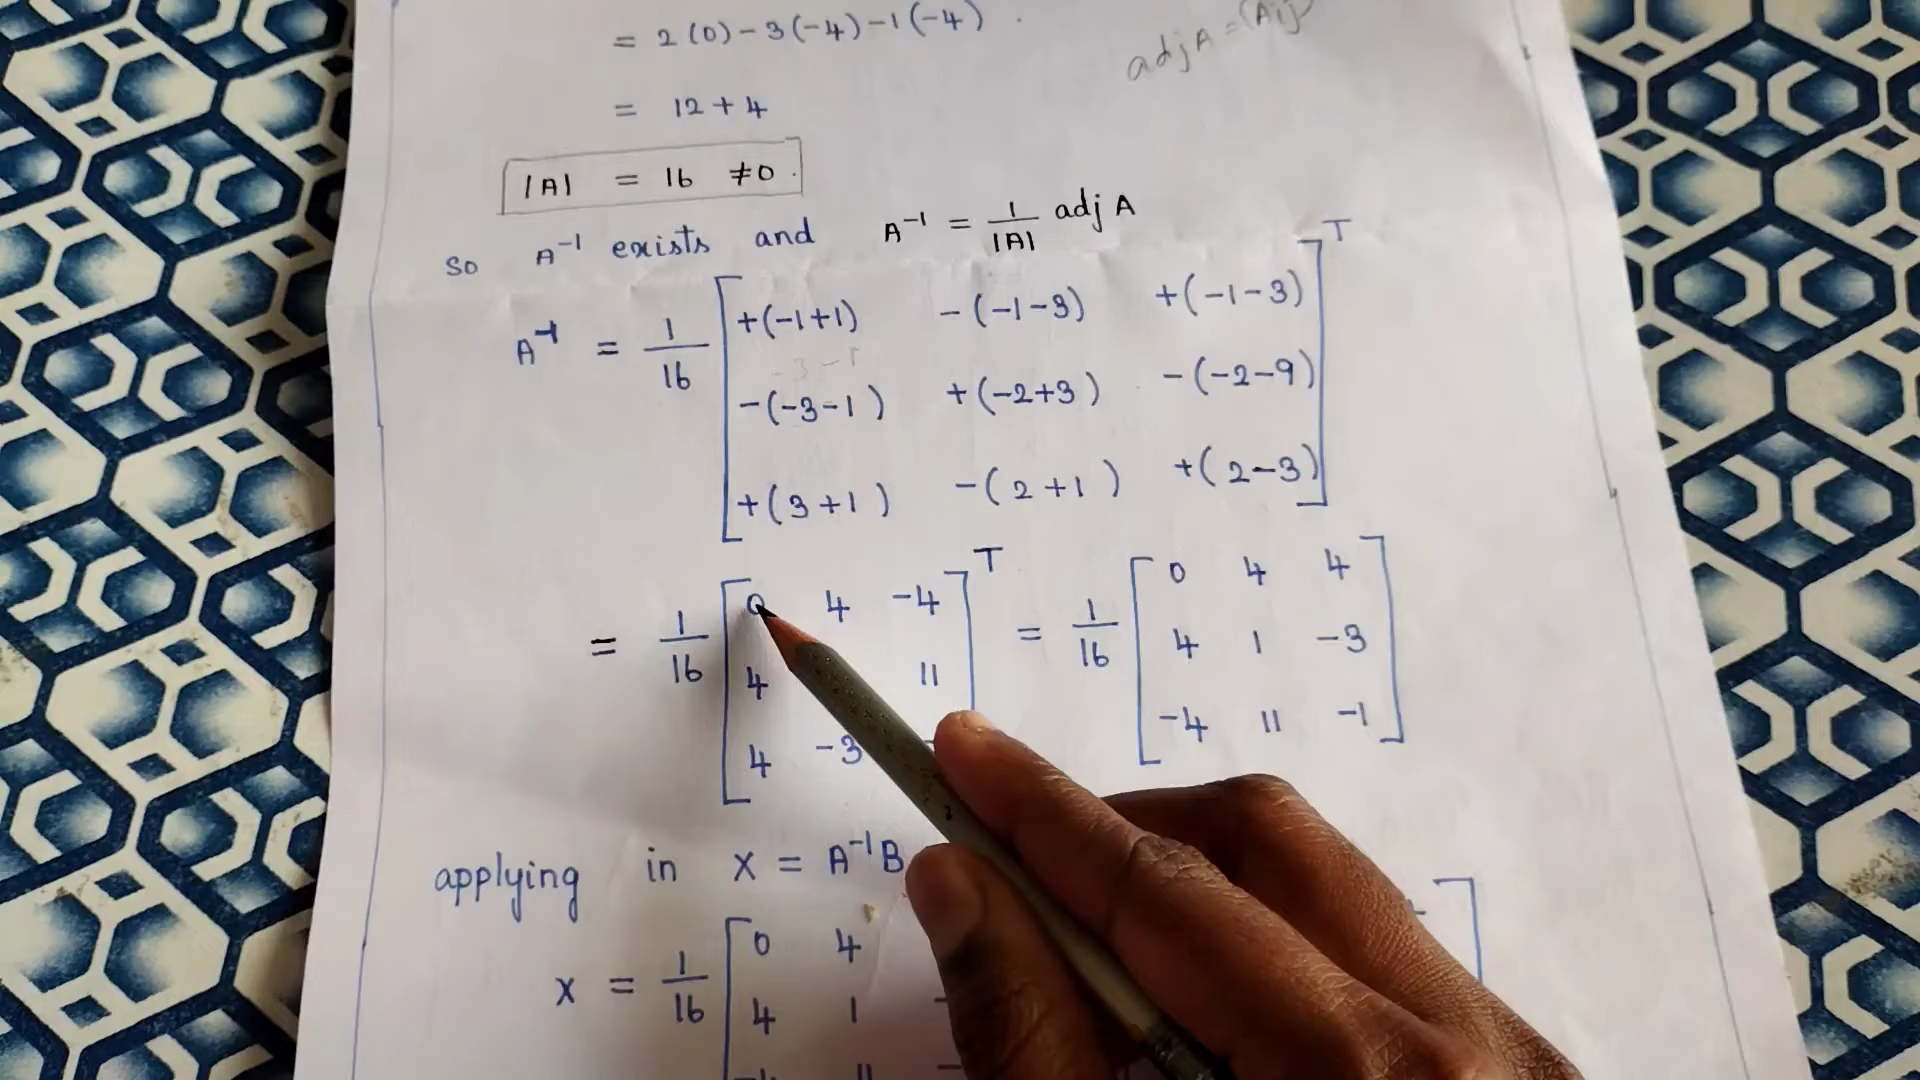 = 2(0)-3(-4)-1(-4)
adjA = (Aij)
= 12+4
|A| = 16 ≠0.
So A⁻¹ exists and A⁻¹ = 1/|A| adj A
A⁻¹ = 1/16 [ +(-1+1) -(-1-3) +(-1-3) ]ᵀ
-(-3-1) +(-2+3) -(-2-9)
+(3+1) -(2+1) +(2-3)
= 1/16 [ 0 4 -4 ]ᵀ = 1/16 [ 0 4 4 ]
4 11 4 1 -3
4 -3 -4 11 -1
applying in X = A⁻¹B
X = 1/16 [ 0 4
4 1
-4 11